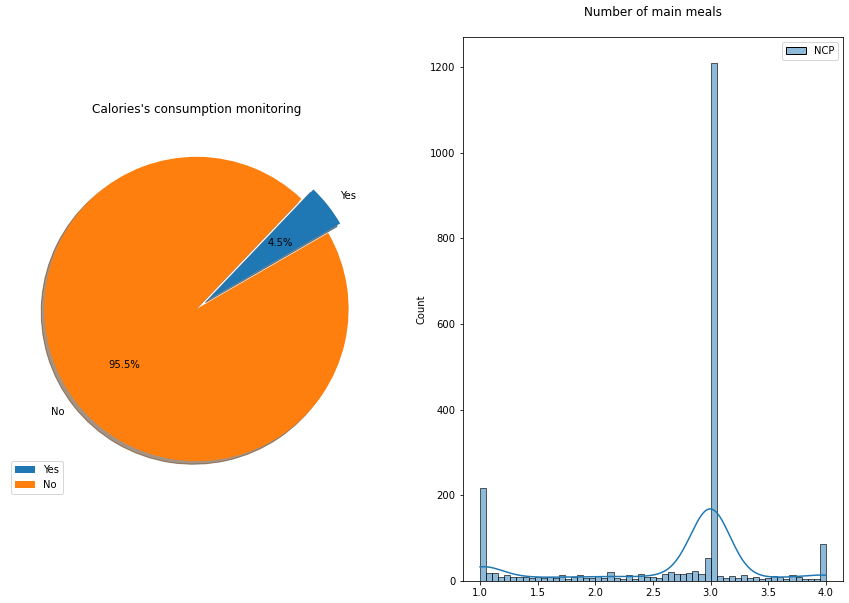 Calories's consumption monitoring
Yes
4.5%
95.5%
No
Yes
No
Number of main meals
NCP
Count
1200
1000
800
600
400
200
0
1.0 1.5 2.0 2.5 3.0 3.5 4.0